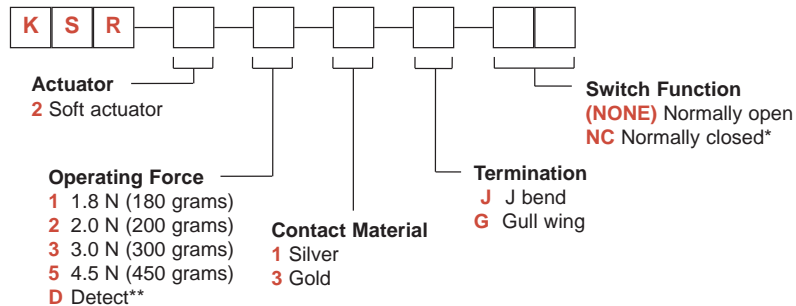 K S R
Actuator
2 Soft actuator
Switch Function
(NONE) Normally open
NC Normally closed*
Operating Force
1 1.8 N (180 grams)
2 2.0 N (200 grams)
3 3.0 N (300 grams)
5 4.5 N (450 grams)
D Detect**
Contact Material
1 Silver
3 Gold
Termination
J J bend
G Gull wing